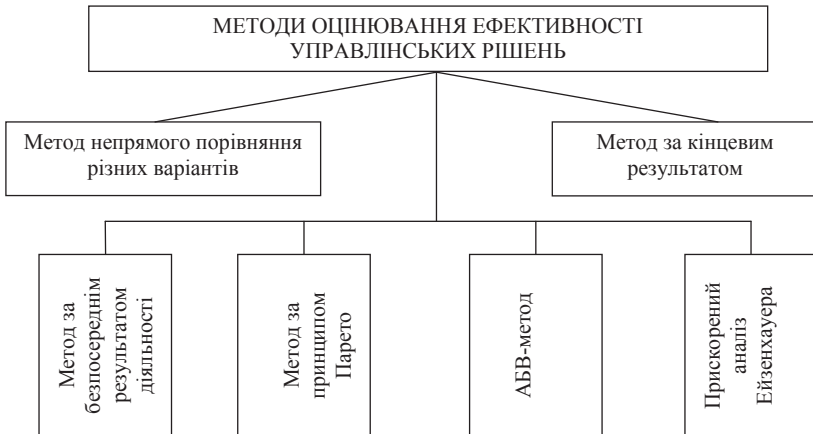 МЕТОДИ ОЦІНЮВАННЯ ЕФЕКТИВНОСТІ
УПРАВЛІНСЬКИХ РІШЕНЬ
Метод непрямого порівняння
різних варіантів
Метод за кінцевим
результатом
Метод за
безпосереднім
результатом
діяльності
Метод за
принципом
Парето
АБВ-метод
Прискорений
аналіз
Ейзенхауера